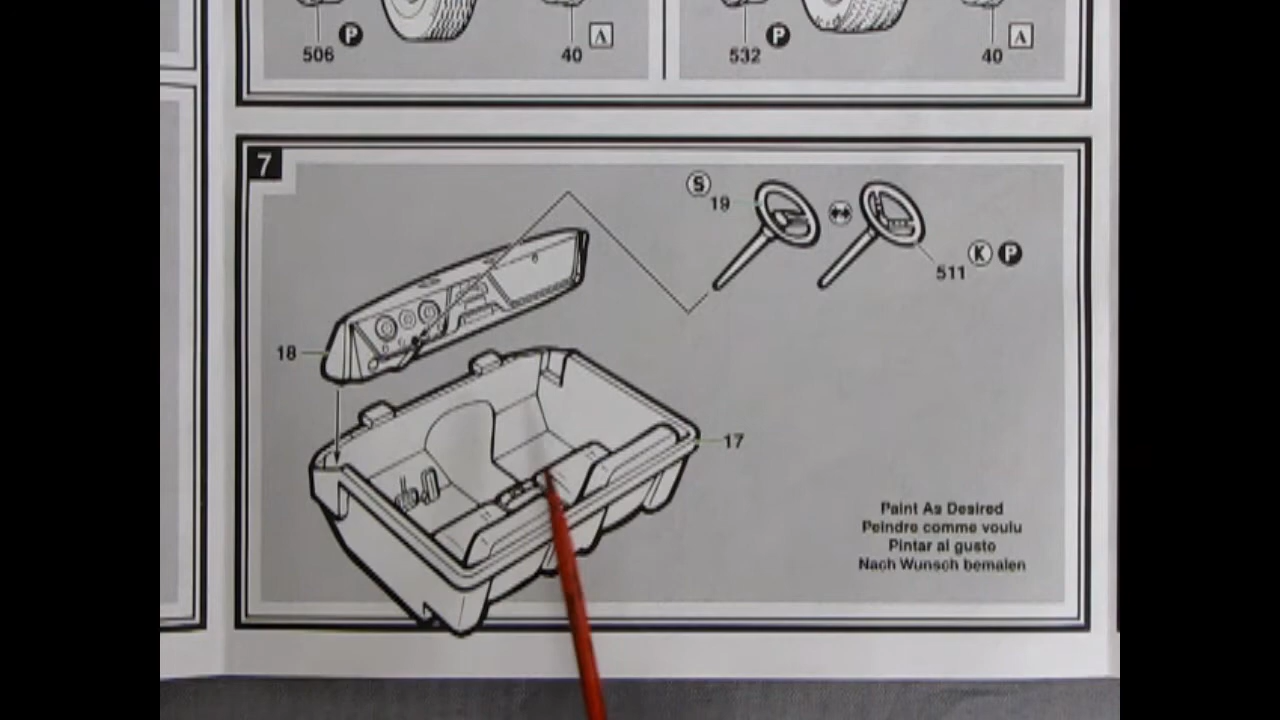 506 P
40 A
532 P
40 A
7
S
19
511 K P
18
17
Paint As Desired
Peindre comme voulu
Pintar al gusto
Nach Wunsch bemalen